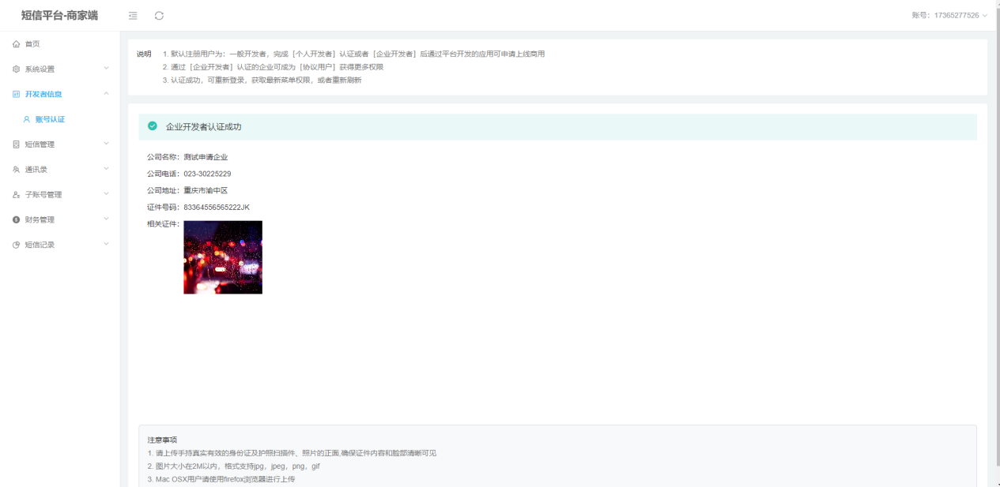 短信平台-商家端
账号：17365277526
首页
系统设置
开发者信息
账号认证
短信管理
通讯录
子账号管理
财务管理
短信记录
说明 1. 默认注册用户为：一般开发者，完成［个人开发者］认证或者［企业开发者］后通过平台开发的应用可申请上线商用
2. 通过［企业开发者］认证的企业可成为［协议用户］获得更多权限
3. 认证成功，可重新登录，获取最新菜单权限，或者重新刷新
企业开发者认证成功
公司名称：测试申请企业
公司电话：023-30225229
公司地址：重庆市渝中区
证件号码：83364556565222JK
相关证件：
注意事项
1. 请上传手持真实有效的身份证及护照扫描件、照片的正面,确保证件内容和脸部清晰可见
2. 图片大小在2M以内，格式支持jpg，jpeg，png，gif
3. Mac OSX用户请使用firefox浏览器进行上传